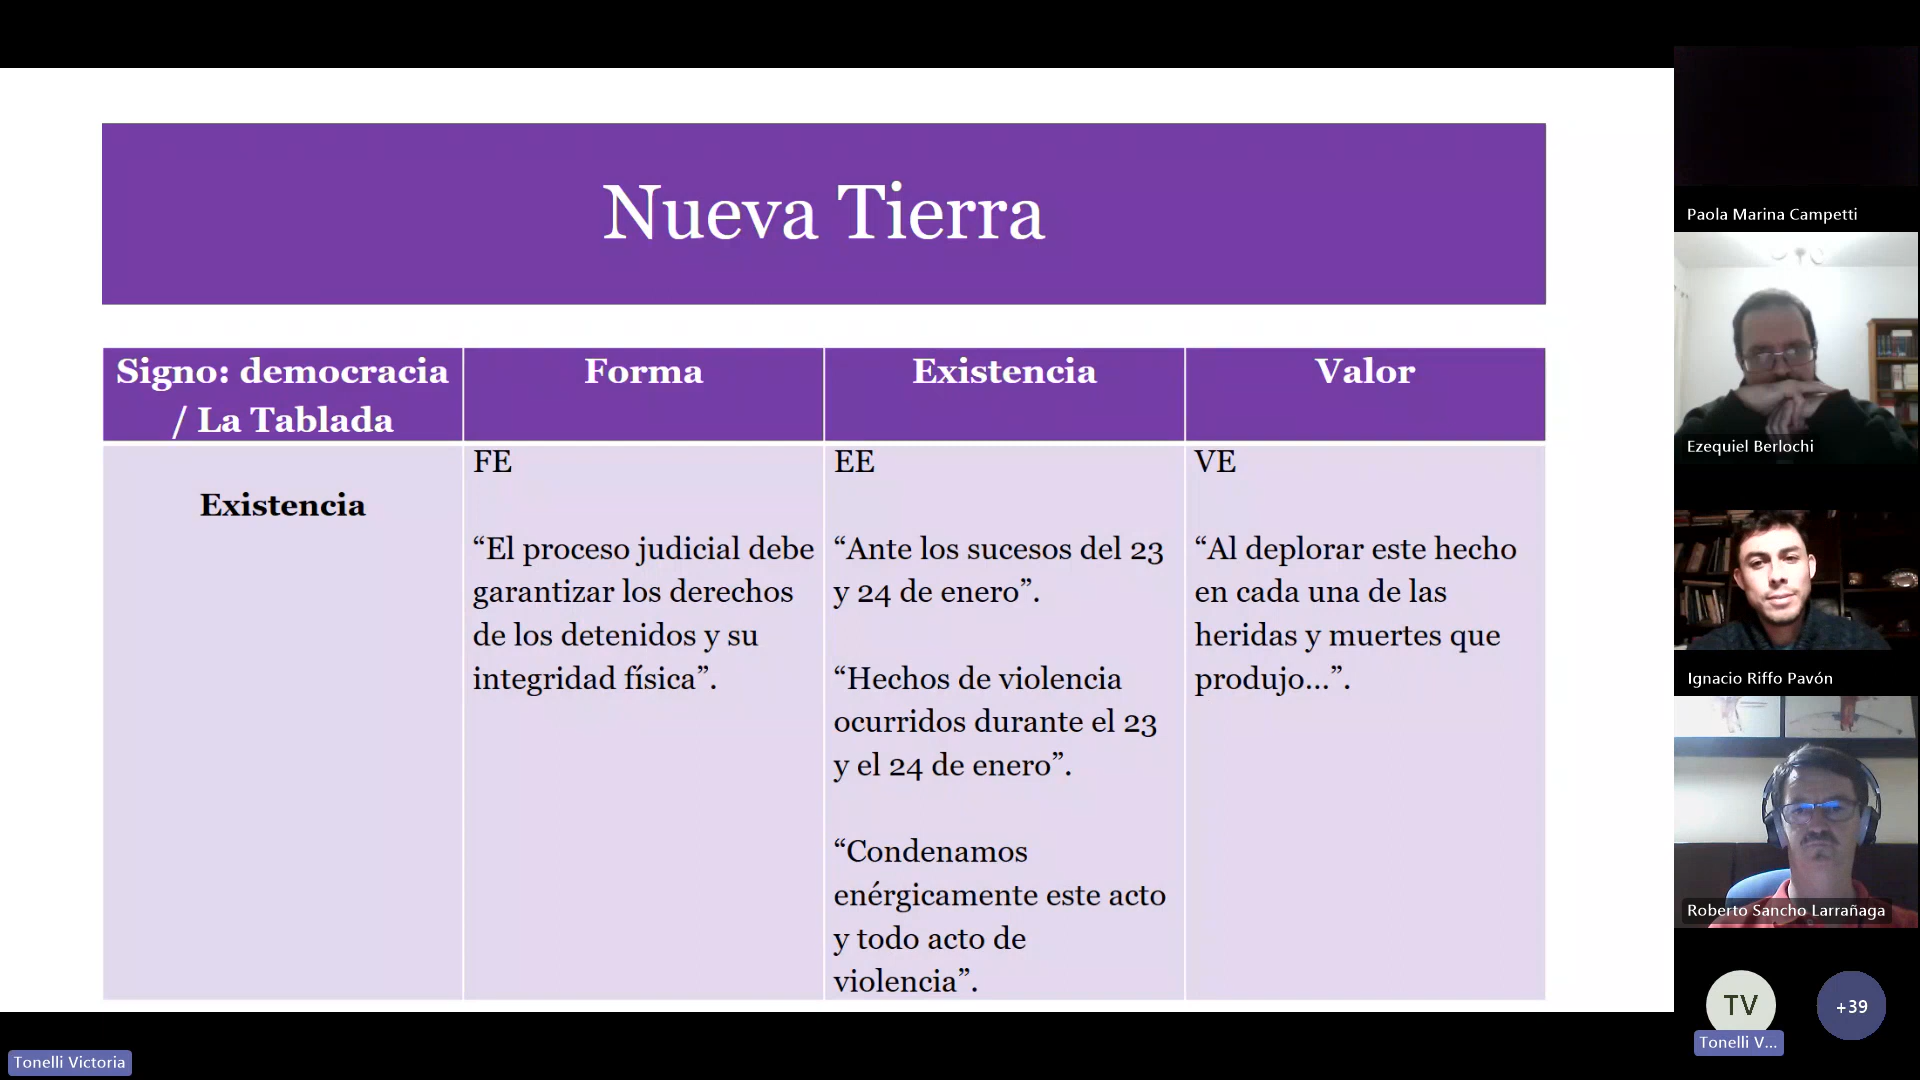 Nueva Tierra
Signo: democracia
/ La Tablada
Forma
Existencia
Valor
Existencia
FE
“El proceso judicial debe
garantizar los derechos
de los detenidos y su
integridad física”.
EE
“Ante los sucesos del 23
y 24 de enero”.
“Hechos de violencia
ocurridos durante el 23
y el 24 de enero”.
“Condenamos
enérgicamente este acto
y todo acto de
violencia”.
VE
“Al deplorar este hecho
en cada una de las
heridas y muertes que
produjo...”.
Paola Marina Campetti
Ezequiel Berlochi
Ignacio Riffo Pavón
Roberto Sancho Larrañaga
TV
+39
Tonelli V...
Tonelli Victoria